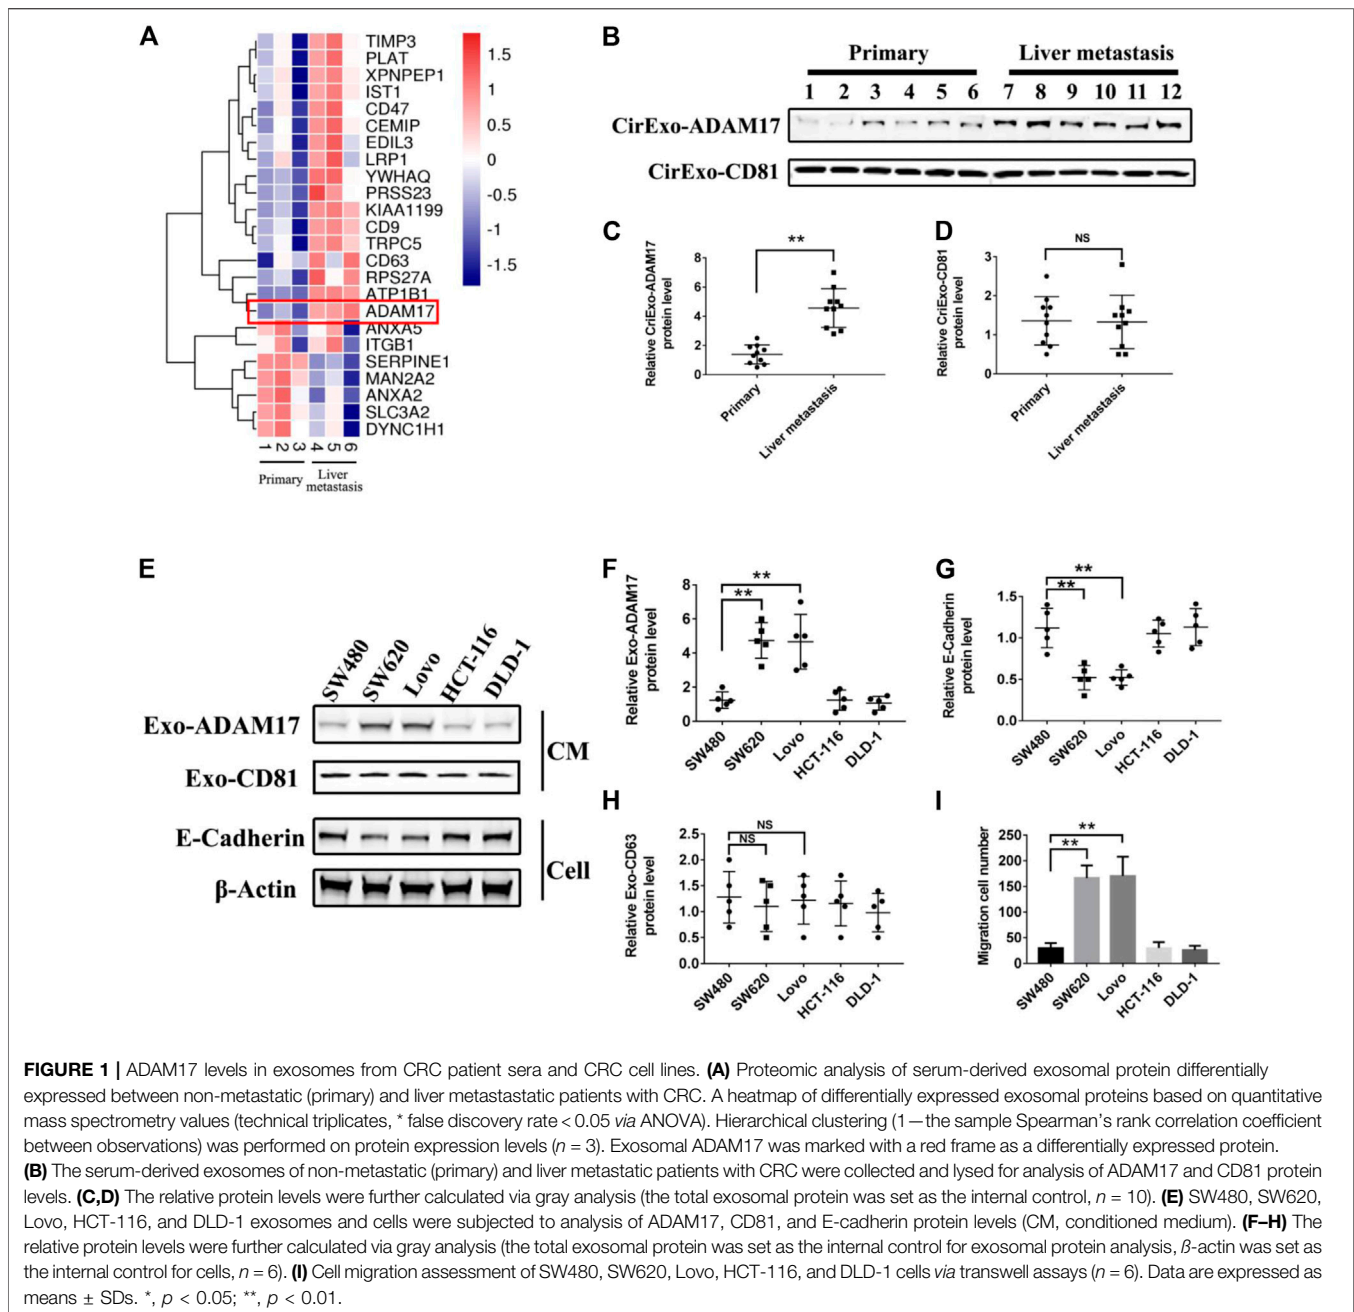 A
TIMP3
PLAT
XPNPEP1
IST1
CD47
CEMIP
EDIL3
LRP1
YWHAQ
PRSS23
KIAA1199
CD9
TRPC5
CD63
RPS27A
ATP1B1
ADAM17
ANXA5
ITGB1
SERPINE1
MAN2A2
ANXA2
SLC3A2
DYNC1H1
1 2 3 4 5 6
Primary
Liver
metastasis
1.5
1
0.5
0
-0.5
-1
-1.5
B
Primary
Liver metastasis
1 2 3 4 5 6 7 8 9 10 11 12
CirExo-ADAM17
CirExo-CD81
C
Relative CriExo-ADAM17
protein level
8
6
4
2
0
**
Primary
Liver metastasis
D
Relative CriExo-CD81
protein level
3
2
1
0
NS
Primary
Liver metastasis
E
SW480
SW620
Lovo
HCT-116
DLD-1
Exo-ADAM17
Exo-CD81
CM
E-Cadherin
β-Actin
Cell
F
Relative Exo-ADAM17
protein level
8
6
4
2
0
**
**
SW480
SW620
Lovo
HCT-116
DLD-1
G
Relative E-Cadherin
protein level
1.5
1.0
0.5
0.0
**
**
SW480
SW620
Lovo
HCT-116
DLD-1
H
Relative Exo-CD63
protein level
2.5
2.0
1.5
1.0
0.5
0.0
NS
NS
SW480
SW620
Lovo
HCT-116
DLD-1
I
Migration cell number
250
200
150
100
50
0
**
**
SW480
SW620
Lovo
HCT-116
DLD-1
FIGURE 1 | ADAM17 levels in exosomes from CRC patient sera and CRC cell lines. (A) Proteomic analysis of serum-derived exosomal protein differentially
expressed between non-metastatic (primary) and liver metastastatic patients with CRC. A heatmap of differentially expressed exosomal proteins based on quantitative
mass spectrometry values (technical triplicates, * false discovery rate < 0.05 via ANOVA). Hierarchical clustering (1—the sample Spearman's rank correlation coefficient
between observations) was performed on protein expression levels (n = 3). Exosomal ADAM17 was marked with a red frame as a differentially expressed protein.
(B) The serum-derived exosomes of non-metastatic (primary) and liver metastatic patients with CRC were collected and lysed for analysis of ADAM17 and CD81 protein
levels. (C,D) The relative protein levels were further calculated via gray analysis (the total exosomal protein was set as the internal control, n = 10). (E) SW480, SW620,
Lovo, HCT-116, and DLD-1 exosomes and cells were subjected to analysis of ADAM17, CD81, and E-cadherin protein levels (CM, conditioned medium). (F–H) The
relative protein levels were further calculated via gray analysis (the total exosomal protein was set as the internal control for exosomal protein analysis, ß-actin was set as
the internal control for cells, n = 6). (I) Cell migration assessment of SW480, SW620, Lovo, HCT-116, and DLD-1 cells via transwell assays (n = 6). Data are expressed as
means ± SDs. *, p < 0.05; **, p < 0.01.